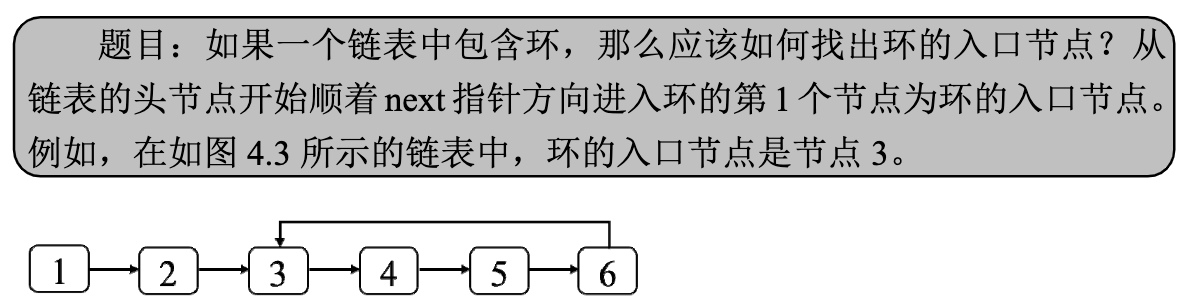 题目：如果一个链表中包含环，那么应该如何找出环的入口节点？从
链表的头节点开始顺着 next 指针方向进入环的第 1 个节点为环的入口节点。
例如，在如图 4.3 所示的链表中，环的入口节点是节点 3。
1 2 3 4 5 6